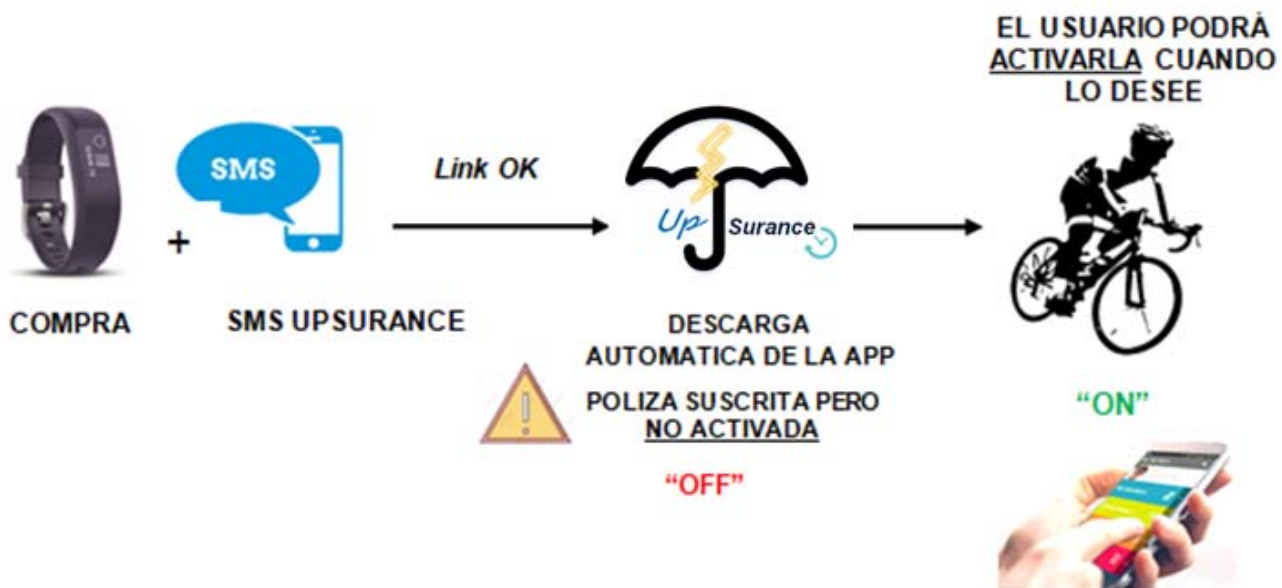 EL USUARIO PODRÀ
ACTIVARLA CUANDO
LO DESEE
SMS
Link OK
Up Surance
+
COMPRA
SMS UPSURANCE
DESCARGA
AUTOMATICA DE LA APP
POLIZA SUSCRITA PERO
NO ACTIVADA
"OFF"
"ON"